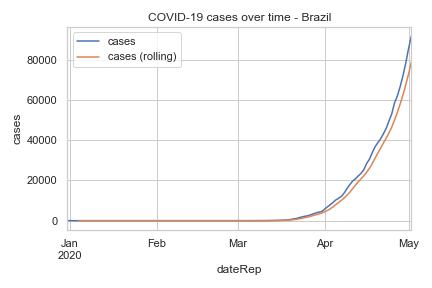 COVID-19 cases over time - Brazil
cases
cases (rolling)
80000
60000
40000
20000
0
cases
Jan Feb Mar Apr May
2020
dateRep